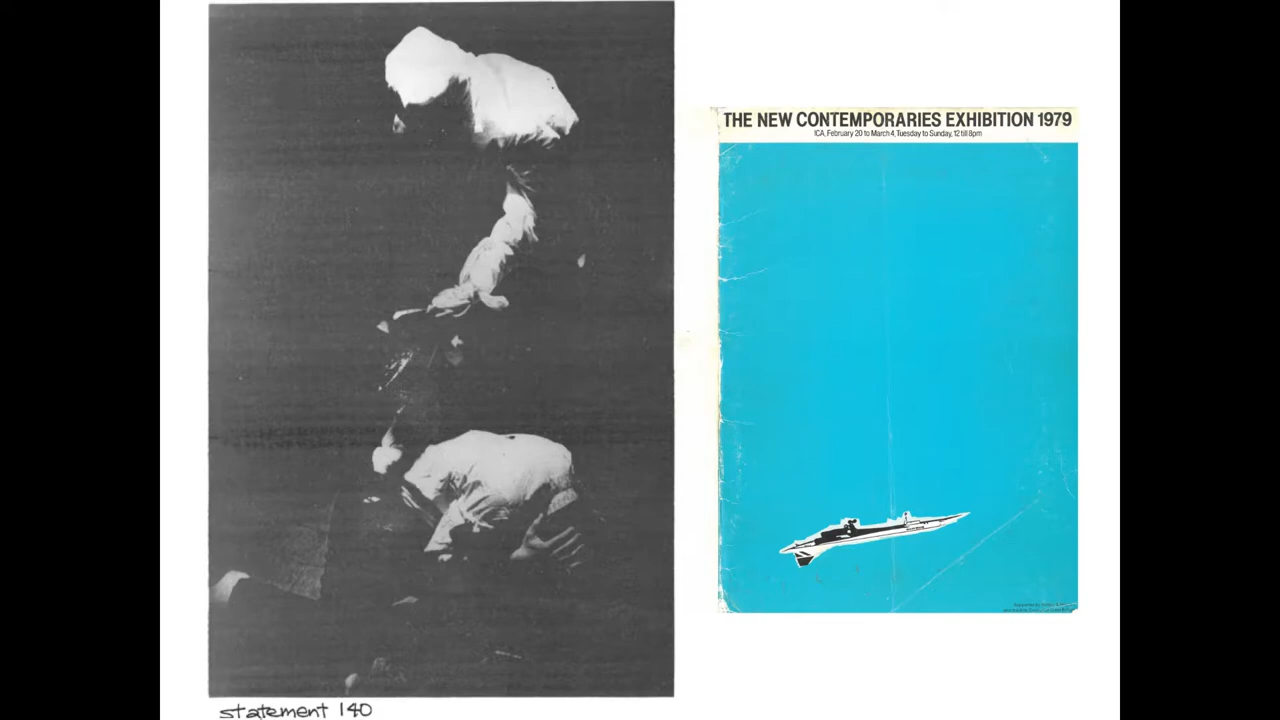 THE NEW CONTEMPORARIES EXHIBITION 1979
ICA, February 20 to March 4, Tuesday to Sunday, 12 till 8pm
statement 140